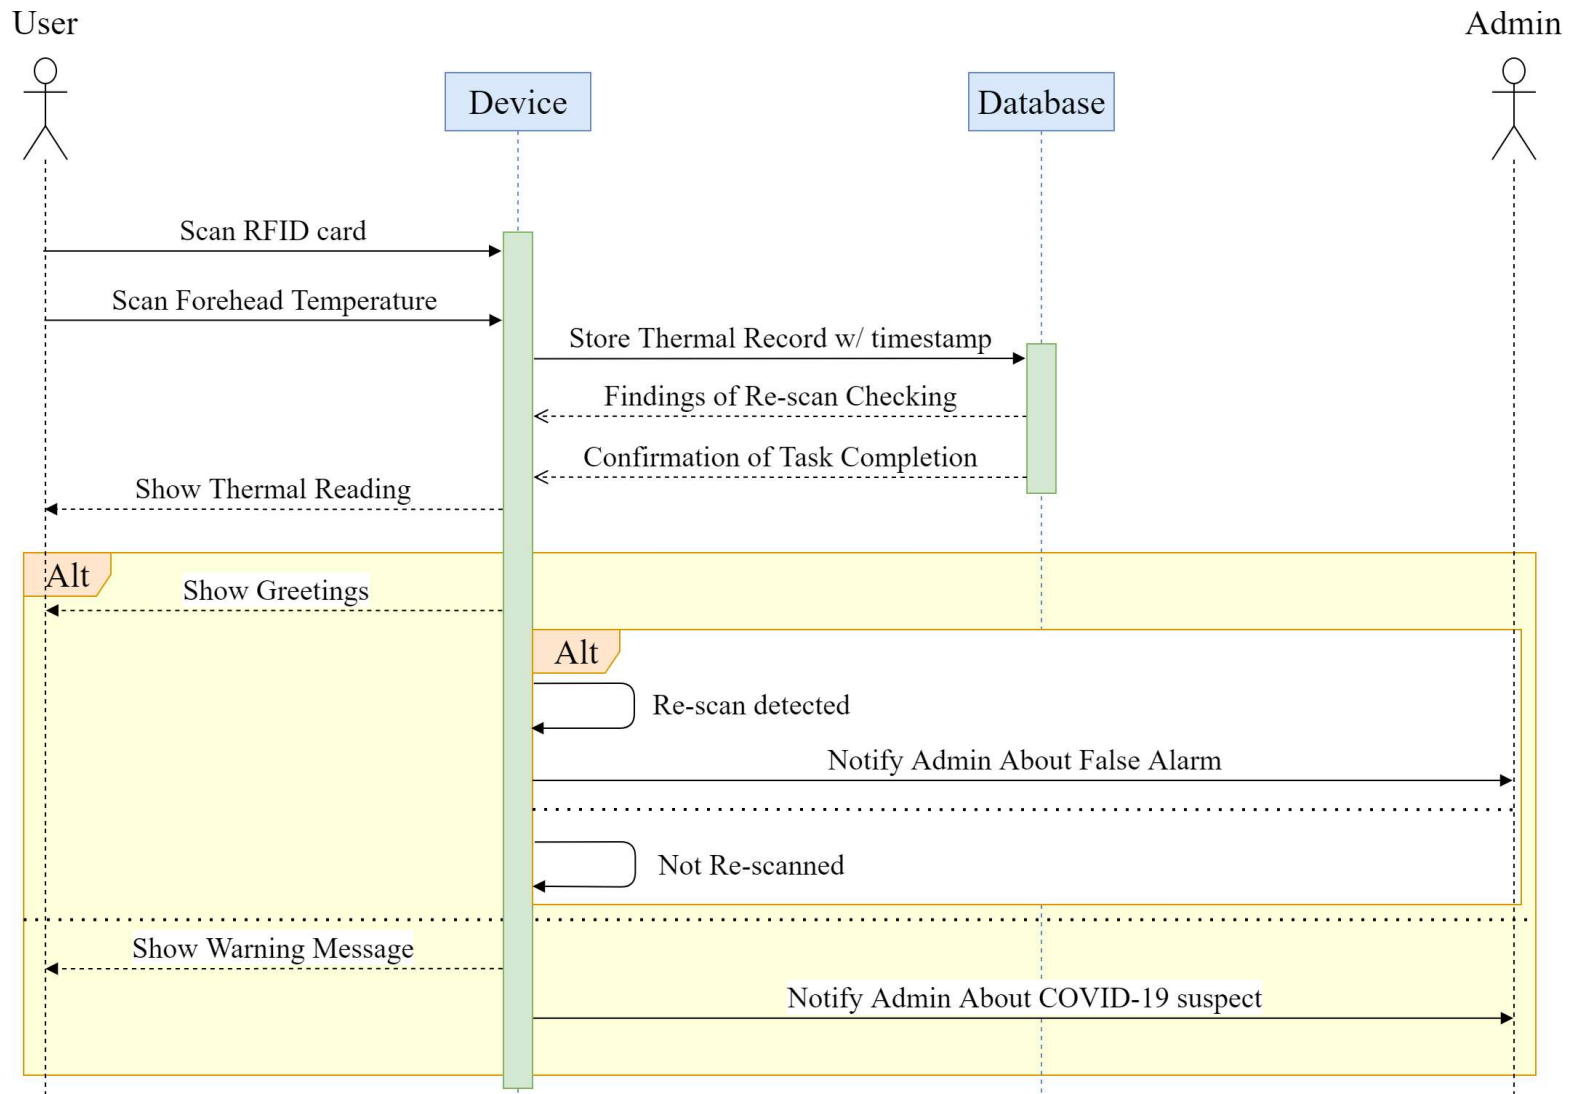 User
Admin
Device
Database
Scan RFID card
Scan Forehead Temperature
Store Thermal Record w/ timestamp
Findings of Re-scan Checking
Confirmation of Task Completion
Show Thermal Reading
Alt
Show Greetings
Alt
Re-scan detected
Notify Admin About False Alarm
Not Re-scanned
Show Warning Message
Notify Admin About COVID-19 suspect